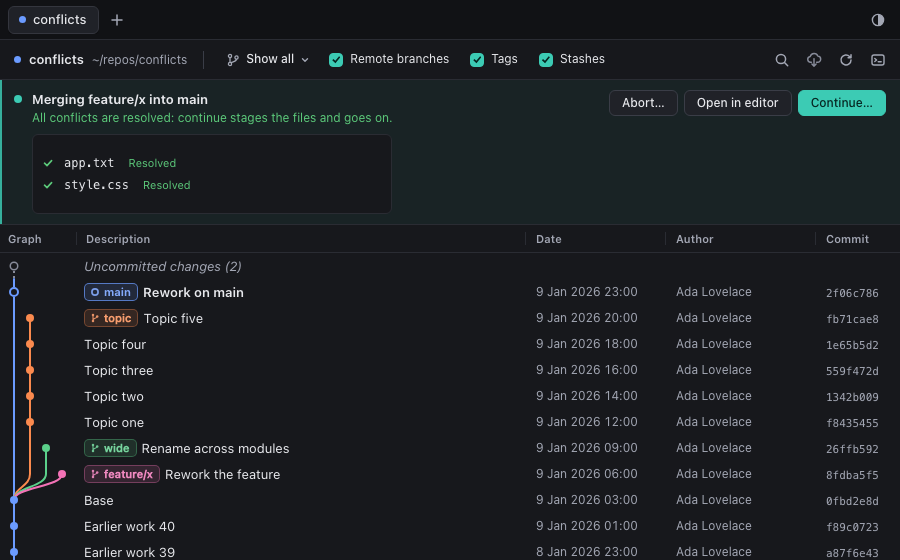 conflicts
conflicts ~/repos/conflicts Show all Remote branches Tags Stashes
Merging feature/x into main Abort... Open in editor Continue...
All conflicts are resolved: continue stages the files and goes on.
app.txt Resolved
style.css Resolved
Graph Description Date Author Commit
Uncommitted changes (2)
main Rework on main 9 Jan 2026 23:00 Ada Lovelace 2f06c786
topic Topic five 9 Jan 2026 20:00 Ada Lovelace fb71cae8
Topic four 9 Jan 2026 18:00 Ada Lovelace 1e65b5d2
Topic three 9 Jan 2026 16:00 Ada Lovelace 559f472d
Topic two 9 Jan 2026 14:00 Ada Lovelace 1342b009
Topic one 9 Jan 2026 12:00 Ada Lovelace f8435455
wide Rename across modules 9 Jan 2026 09:00 Ada Lovelace 26ffb592
feature/x Rework the feature 9 Jan 2026 06:00 Ada Lovelace 8fdba5f5
Base 9 Jan 2026 03:00 Ada Lovelace 0fbd2e8d
Earlier work 40 9 Jan 2026 01:00 Ada Lovelace f89c0723
Earlier work 39 8 Jan 2026 23:00 Ada Lovelace a87f6e43